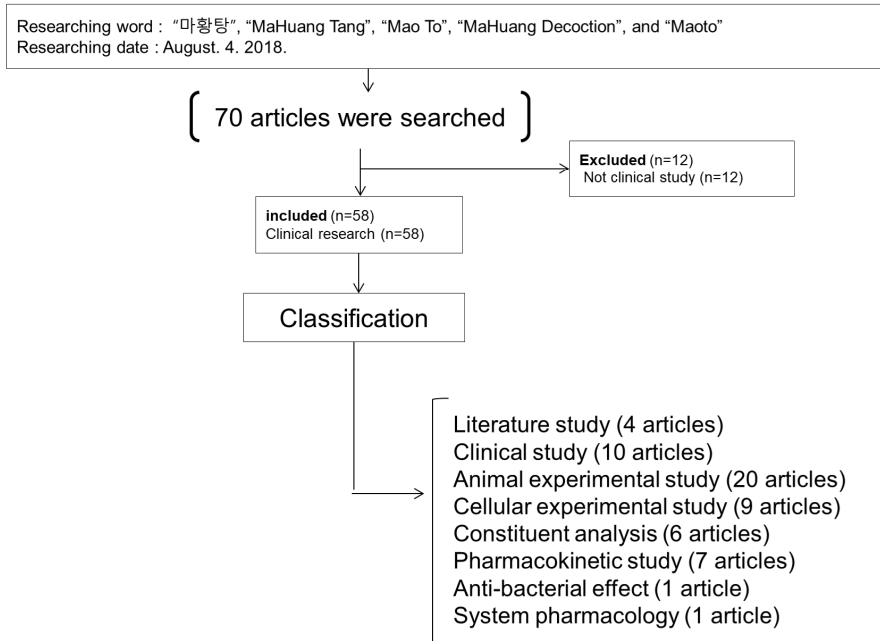 Researching word : “마황탕”, “MaHuang Tang”, “Mao To”, “MaHuang Decoction”, and “Maoto”
Researching date : August. 4. 2018.
70 articles were searched
Excluded (n=12)
Not clinical study (n=12)
included (n=58)
Clinical research (n=58)
Classification
Literature study (4 articles)
Clinical study (10 articles)
Animal experimental study (20 articles)
Cellular experimental study (9 articles)
Constituent analysis (6 articles)
Pharmacokinetic study (7 articles)
Anti-bacterial effect (1 article)
System pharmacology (1 article)